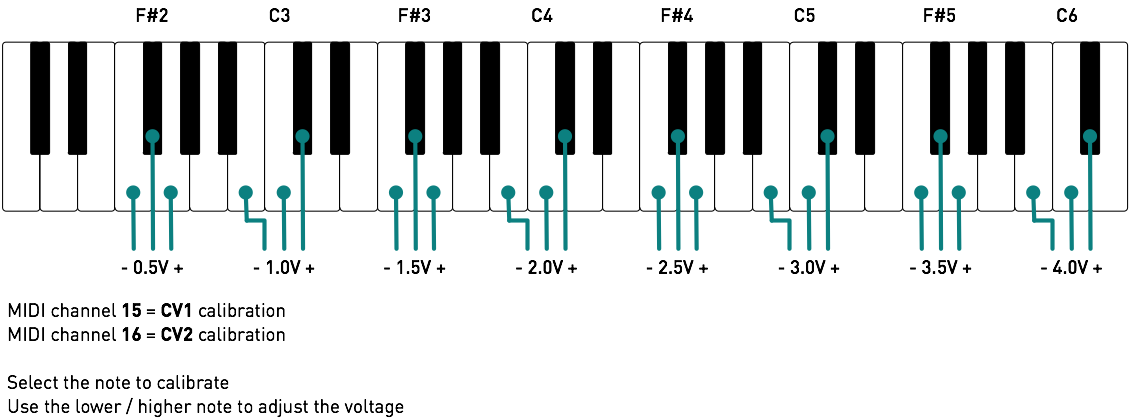 F#2 C3 F#3 C4 F#4 C5 F#5 C6
- 0.5V + - 1.0V + - 1.5V + - 2.0V + - 2.5V + - 3.0V + - 3.5V + - 4.0V +
MIDI channel 15 = CV1 calibration
MIDI channel 16 = CV2 calibration
Select the note to calibrate
Use the lower / higher note to adjust the voltage